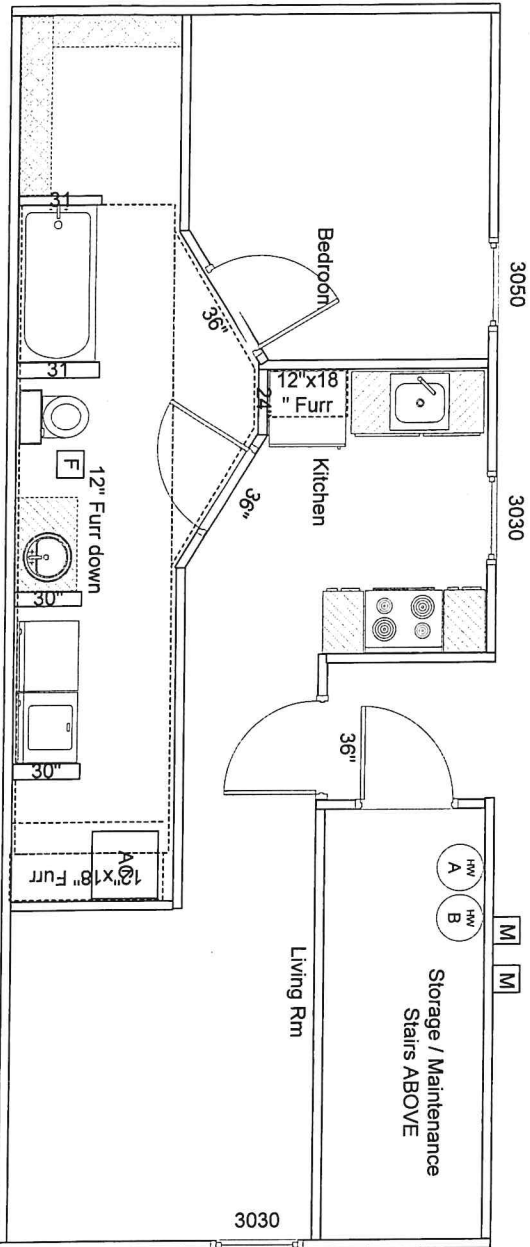 3050
3030
Bedroom
36"
31
31
12"x18
" Furr
24"
Kitchen
36"
F
12" Furr down
30"
30"
36"
AC
12"x18" Furr
HW
A
HW
B
M
M
Storage / Maintenance
Stairs ABOVE
Living Rm
3030